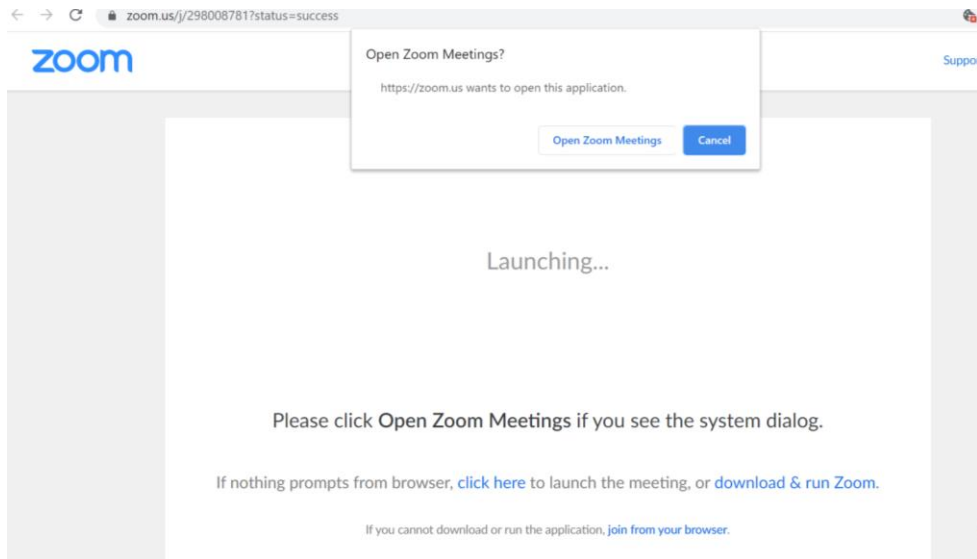 zoom.us/j/298008781?status=success
zoom
Open Zoom Meetings?
https://zoom.us wants to open this application.
Open Zoom Meetings
Cancel
Launching...
Please click Open Zoom Meetings if you see the system dialog.
If nothing prompts from browser, click here to launch the meeting, or download & run Zoom.
If you cannot download or run the application, join from your browser.